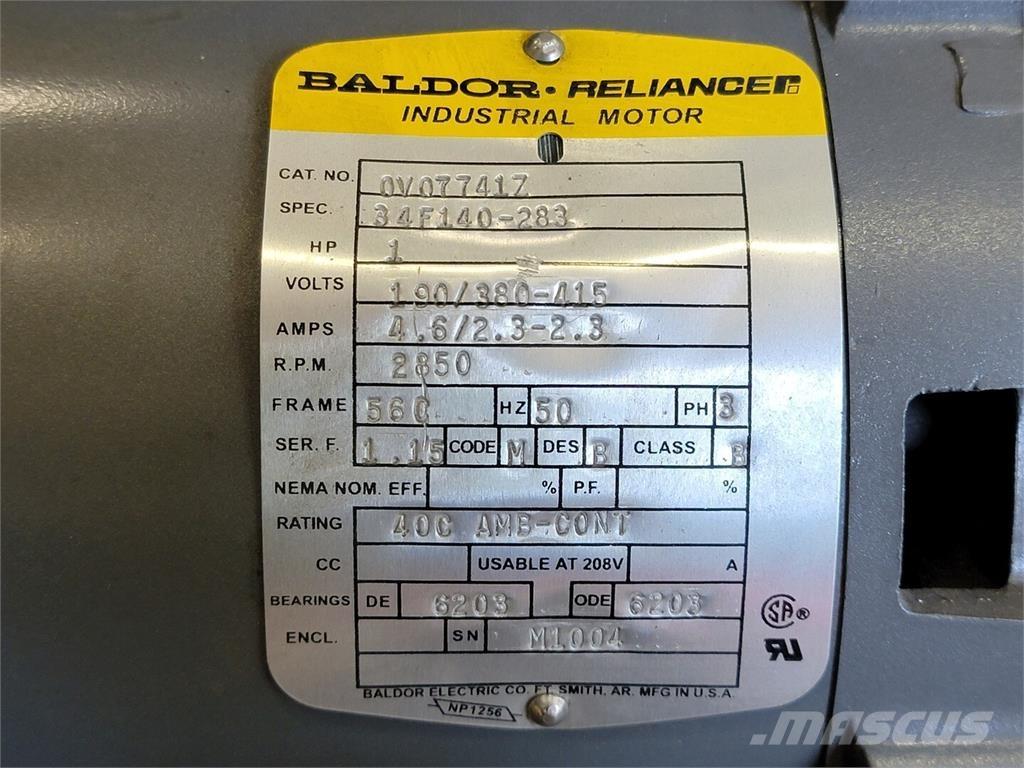 BALDOR · RELIANCE
INDUSTRIAL MOTOR
CAT. NO. OV077417
SPEC. 34F140-283
HP 1
VOLTS 190/380-415
AMPS 4.6/2.3-2.3
R.P.M. 2850
FRAME 56C HZ 50 PH 3
SER. F. 1.15 CODE M DES B CLASS B
NEMA NOM. EFF. % P.F. %
RATING 40C AMB-CONT
CC USABLE AT 208V A
BEARINGS DE 6203 ODE 6203
ENCL. SN M1004
BALDOR ELECTRIC CO. FT. SMITH, AR. MFG IN U.S.A.
NP1256
SA ®
MASCUS